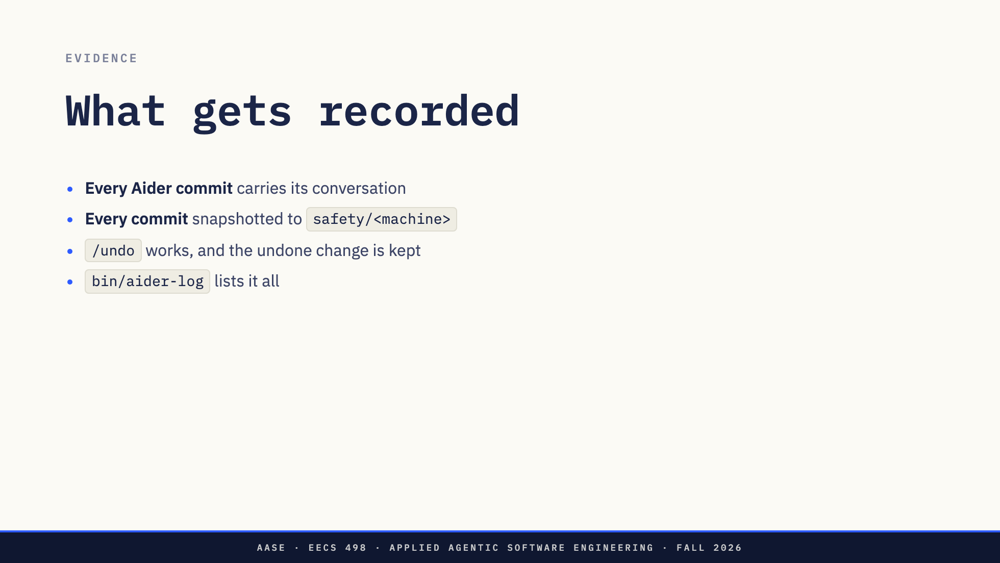 EVIDENCE
What gets recorded
• Every Aider commit carries its conversation
• Every commit snapshotted to safety/<machine>
• /undo works, and the undone change is kept
• bin/aider-log lists it all
AASE · EECS 498 · APPLIED AGENTIC SOFTWARE ENGINEERING · FALL 2026